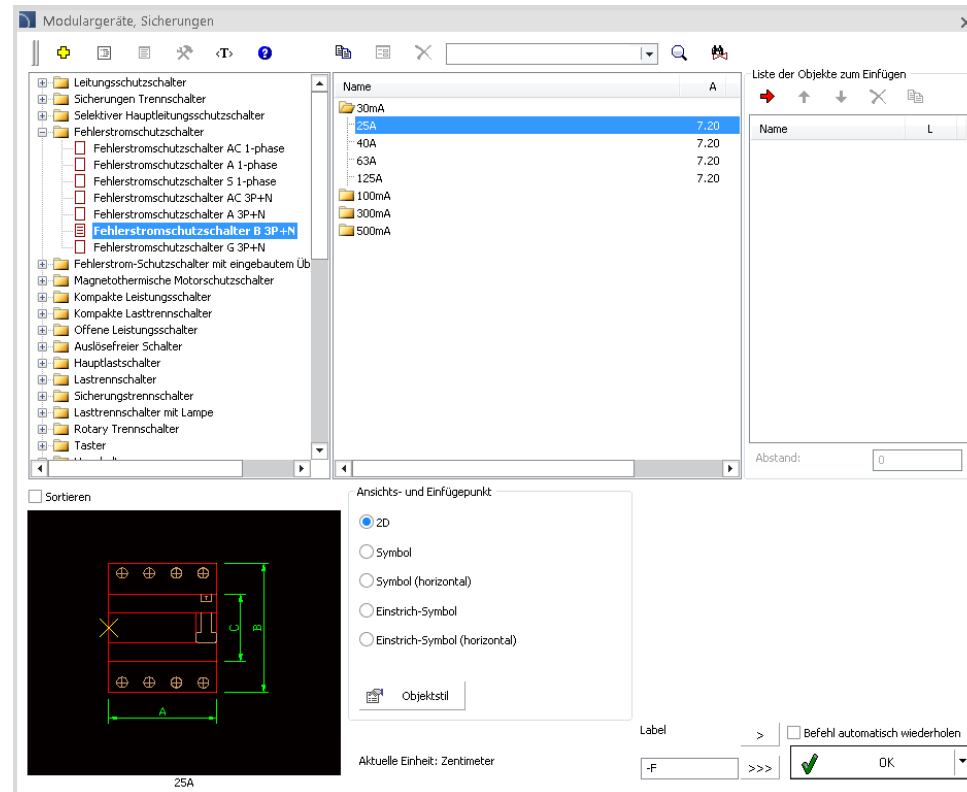 Modulargeräte, Sicherungen
<T>
Leitungsschutzschalter
Sicherungen Trennschalter
Selektiver Hauptleitungsschutzschalter
Fehlerstromschutzschalter
Fehlerstromschutzschalter AC 1-phase
Fehlerstromschutzschalter A 1-phase
Fehlerstromschutzschalter S 1-phase
Fehlerstromschutzschalter AC 3P+N
Fehlerstromschutzschalter A 3P+N
Fehlerstromschutzschalter B 3P+N
Fehlerstromschutzschalter G 3P+N
Fehlerstrom-Schutzschalter mit eingebautem Üb
Magnetothermische Motorschutzschalter
Kompakte Leistungsschalter
Kompakte Lasttrennschalter
Offene Leistungsschalter
Auslösefreier Schalter
Hauptlastschalter
Lastrennschalter
Sicherungstrennschalter
Lasttrennschalter mit Lampe
Rotary Trennschalter
Taster
Name A
30mA
25A 7.20
40A 7.20
63A 7.20
125A 7.20
100mA
300mA
500mA
Liste der Objekte zum Einfügen
Name L
Abstand: 0
Sortieren
T
C
B
A
25A
Ansichts- und Einfügepunkt
2D
Symbol
Symbol (horizontal)
Einstrich-Symbol
Einstrich-Symbol (horizontal)
Objektstil
Aktuelle Einheit: Zentimeter
Label
-F
>
>>>
Befehl automatisch wiederholen
OK